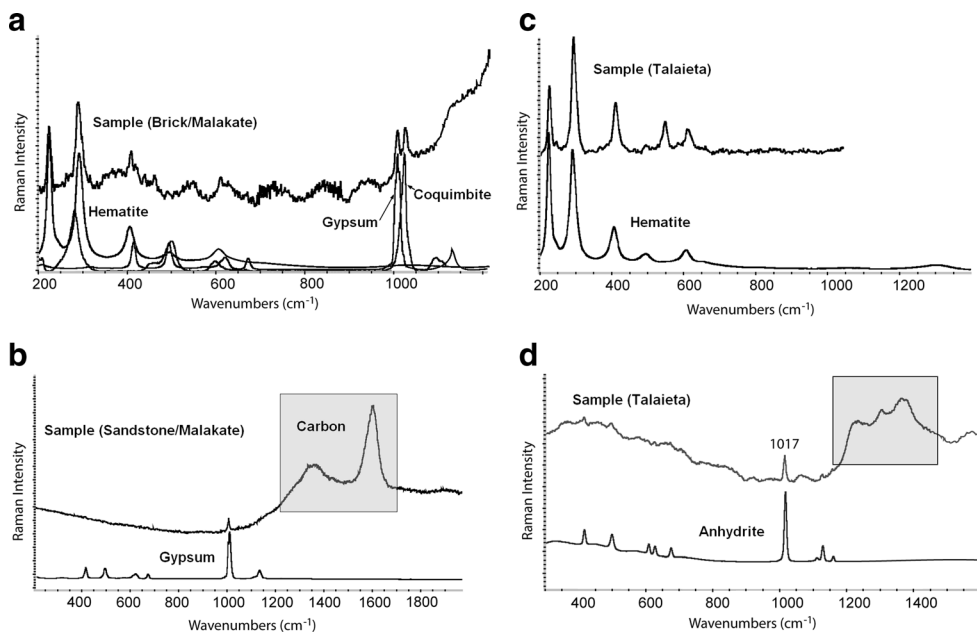 a
Raman Intensity
Sample (Brick/Malakate)
Hematite
Gypsum
Coquimbite
200 400 600 800 1000
Wavenumbers (cm-1)
b
Raman Intensity
Sample (Sandstone/Malakate)
Carbon
Gypsum
400 600 800 1000 1200 1400 1600 1800
Wavenumbers (cm-1)
c
Raman Intensity
Sample (Talaieta)
Hematite
200 400 600 800 1000 1200
Wavenumbers (cm-1)
d
Raman Intensity
Sample (Talaieta)
1017
Anhydrite
400 600 800 1000 1200 1400
Wavenumbers (cm-1)